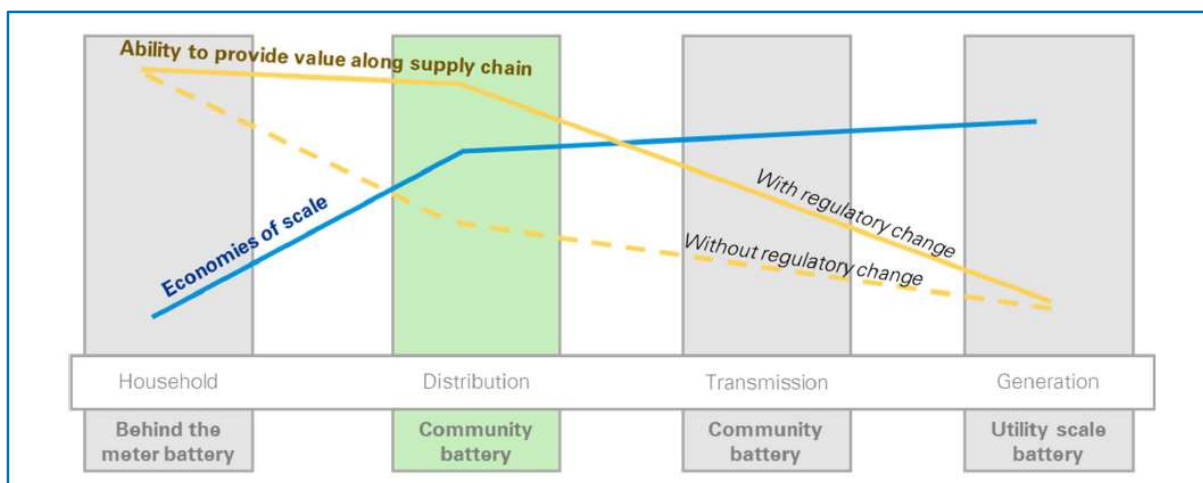 Ability to provide value along supply chain
Economies of scale
With regulatory change
Without regulatory change
Household
Distribution
Transmission
Generation
Behind the
meter battery
Community
battery
Community
battery
Utility scale
battery